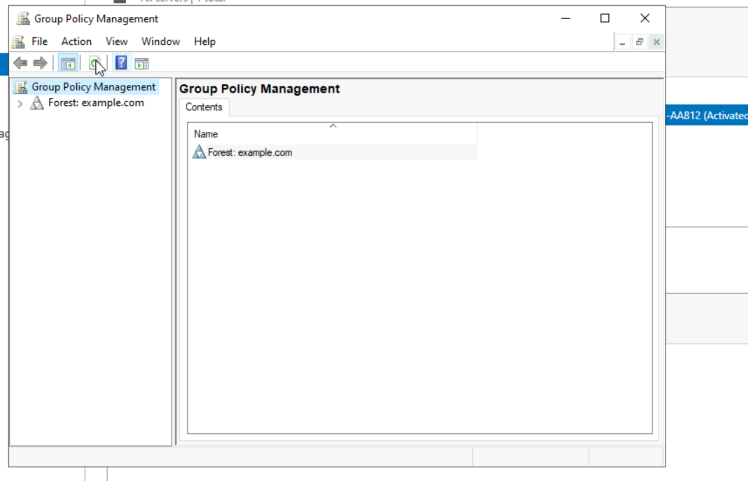 Group Policy Management
File Action View Window Help
Group Policy Management
Forest: example.com
Group Policy Management
Contents
Name
Forest: example.com
-AA812 (Activated